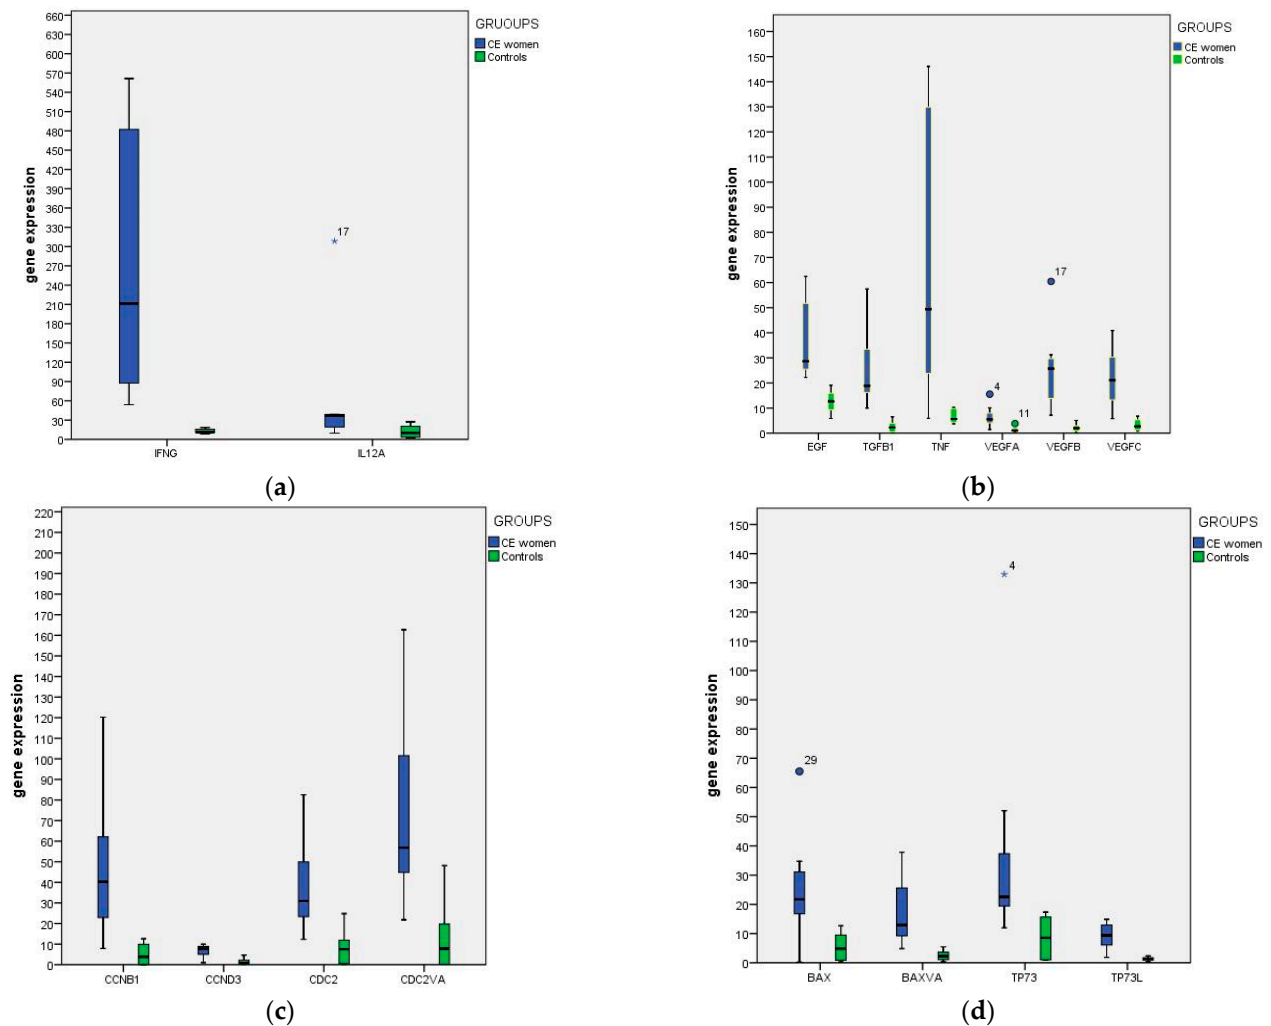 GRUOUPS
CE women
Controls
660
630
600
570
540
510
480
450
420
390
360
330
300
270
240
210
180
150
120
90
60
30
0
gene expression
17
IFNG
IL12A
(a)
GROUPS
CE women
Controls
160
150
140
130
120
110
100
90
80
70
60
50
40
30
20
10
0
gene expression
4
11
17
EGF
TGFB1
TNF
VEGFA
VEGFB
VEGFC
(b)
GROUPS
CE women
Controls
220
210
200
190
180
170
160
150
140
130
120
110
100
90
80
70
60
50
40
30
20
10
0
gene expression
CCNB1
CCND3
CDC2
CDC2VA
(c)
GROUPS
CE women
Controls
150
140
130
120
110
100
90
80
70
60
50
40
30
20
10
0
gene expression
29
4
BAX
BAXVA
TP73
TP73L
(d)